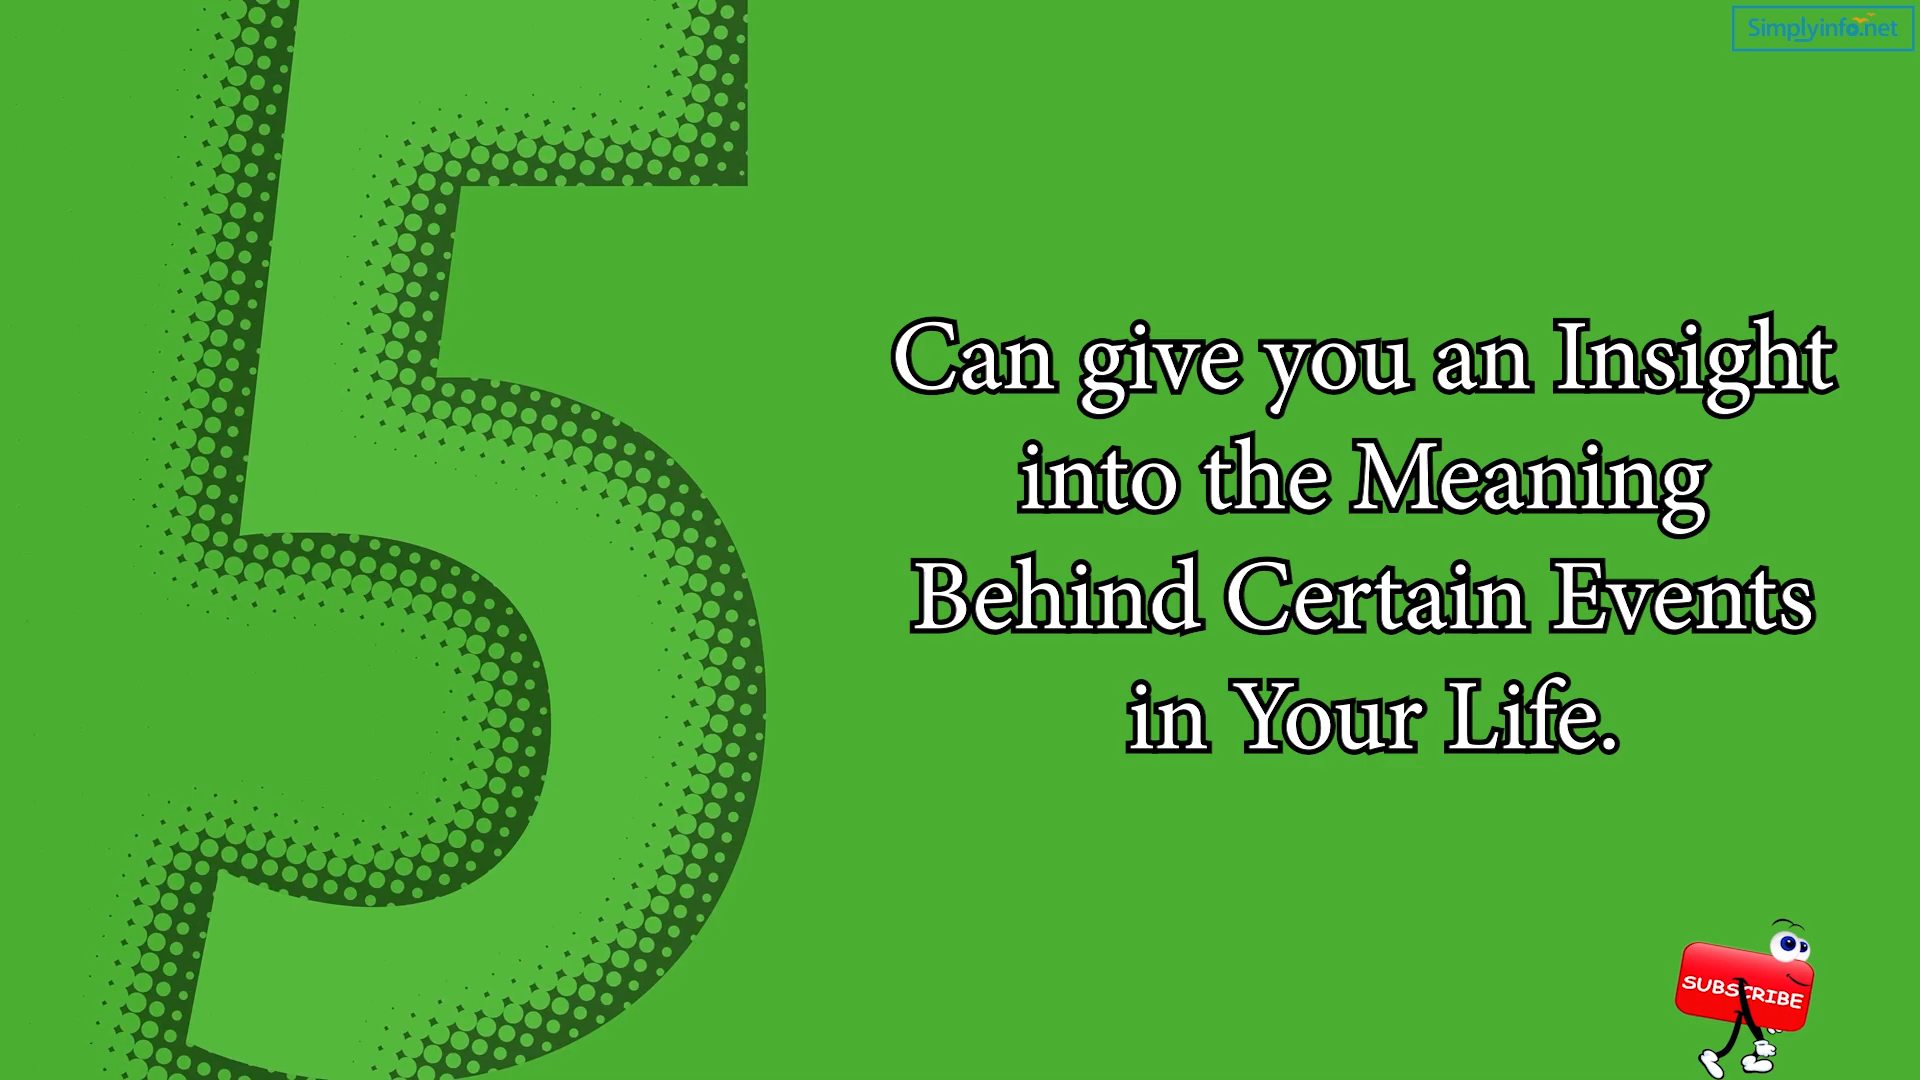 Simplyinfo.net
5
Can give you an Insight
into the Meaning
Behind Certain Events
in Your Life.
SUBSCRIBE